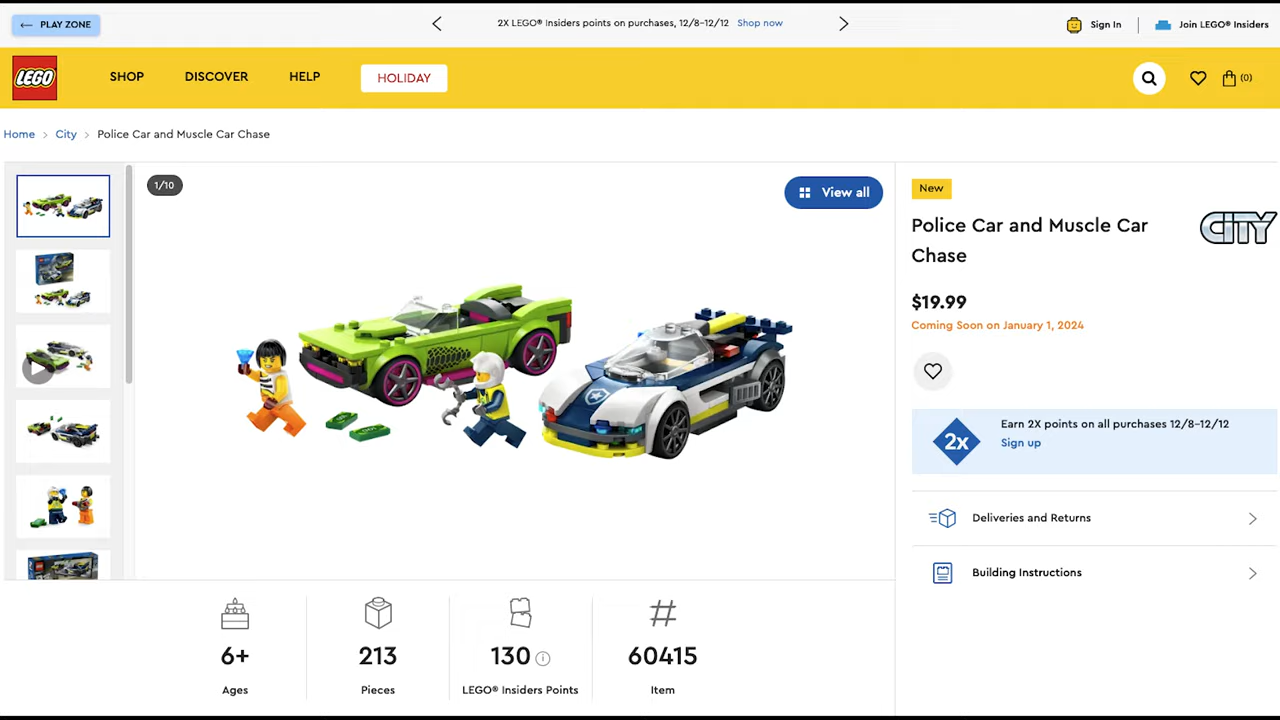 ← PLAY ZONE
2X LEGO® Insiders points on purchases, 12/8–12/12 Shop now
Sign In
Join LEGO® Insiders
LEGO
SHOP
DISCOVER
HELP
HOLIDAY
(0)
Home > City > Police Car and Muscle Car Chase
1/10
View all
New
Police Car and Muscle Car
Chase
CITY
$19.99
Coming Soon on January 1, 2024
2x
Earn 2X points on all purchases 12/8–12/12
Sign up
Deliveries and Returns
Building Instructions
6+
Ages
213
Pieces
130
LEGO® Insiders Points
#
60415
Item